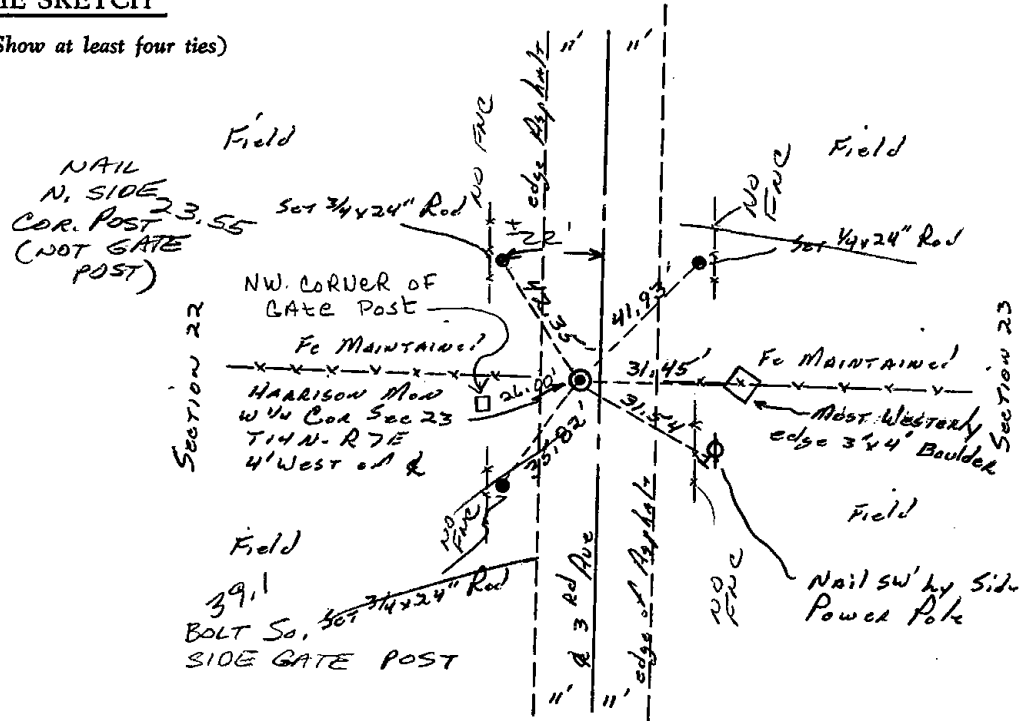 TIE SKETCH
(Show at least four ties)
11'
11'
edge Asphalt
Field
NO FNC
Field
NO
FNC
NAIL
N. SIDE
COR. POST 23.55
(NOT GATE
POST)
Set 3/4x24" Rod
±22'
Set 1/4x24" Rod
NW. CORNER OF
GATE POST
41.93'
Section 22
Fc MAINTAINed
26.00'
31.45'
Fc MAINTAINed
Section 23
HARRISON MON
W 1/4 Cor Sec 23
T14N. R7E
4' West of ℄
31.54
Most Westerly
edge 3'x4' Boulder
35.82'
NO
FNC
Field
Field
39.1
Set 3/4x24" Rod
BOLT So.
SIDE GATE POST
℄ 3 Rd Ave
edge of Asphalt
NO
FNC
Nail SW'ly Side
Power Pole
11'
11'